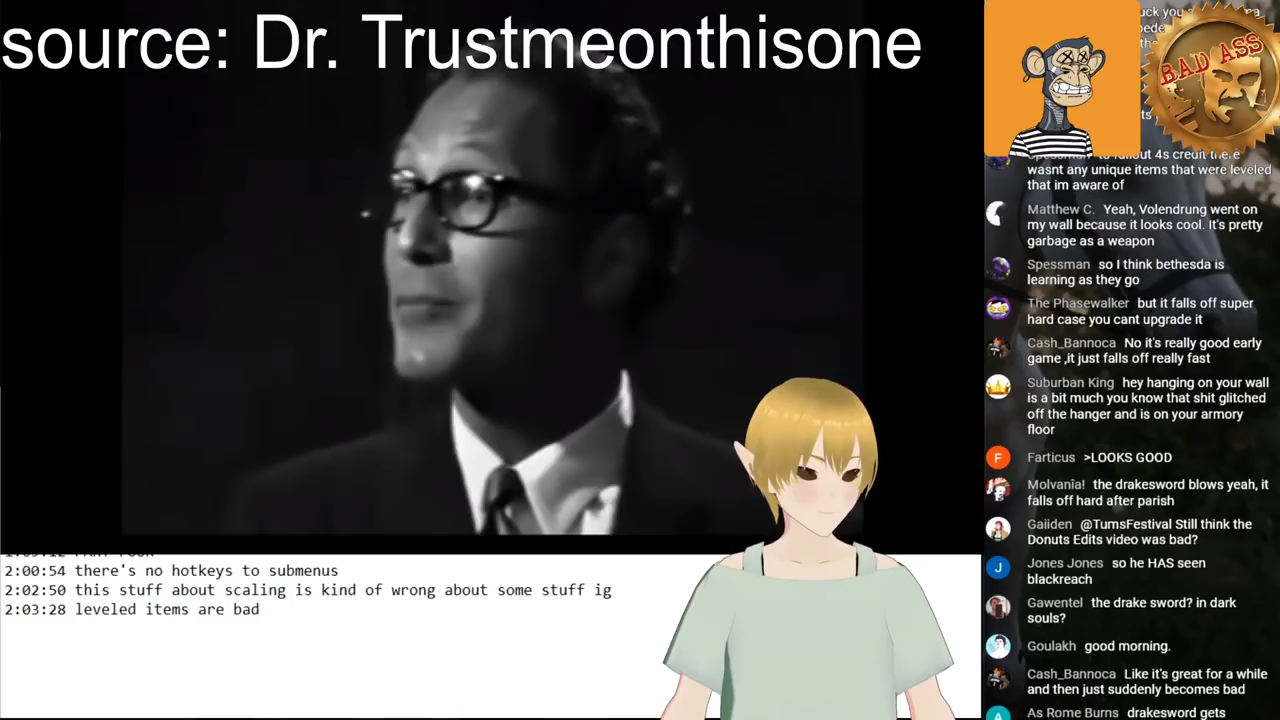 source: Dr. Trustmeonthisone
2:00:54 there's no hotkeys to submenus
2:02:50 this stuff about scaling is kind of wrong about some stuff ig
2:03:28 leveled items are bad
BAD ASS
wasnt any unique items that were leveled
that im aware of
Matthew C. Yeah, Volendrung went on
my wall because it looks cool. It's pretty
garbage as a weapon
Spessman so I think bethesda is
learning as they go
The Phasewalker but it falls off super
hard case you cant upgrade it
Cash_Bannoca No it's really good early
game ,it just falls off really fast
Suburban King hey hanging on your wall
is a bit much you know that shit glitched
off the hanger and is on your armory
floor
F
Farticus >LOOKS GOOD
Molvanîa! the drakesword blows yeah, it
falls off hard after parish
Gaiiden @TumsFestival Still think the
Donuts Edits video was bad?
J
Jones Jones so he HAS seen
blackreach
Gawentel the drake sword? in dark
souls?
Goulakh good morning.
Cash_Bannoca Like it's great for a while
and then just suddenly becomes bad
A
As Rome Burns drakesword gets